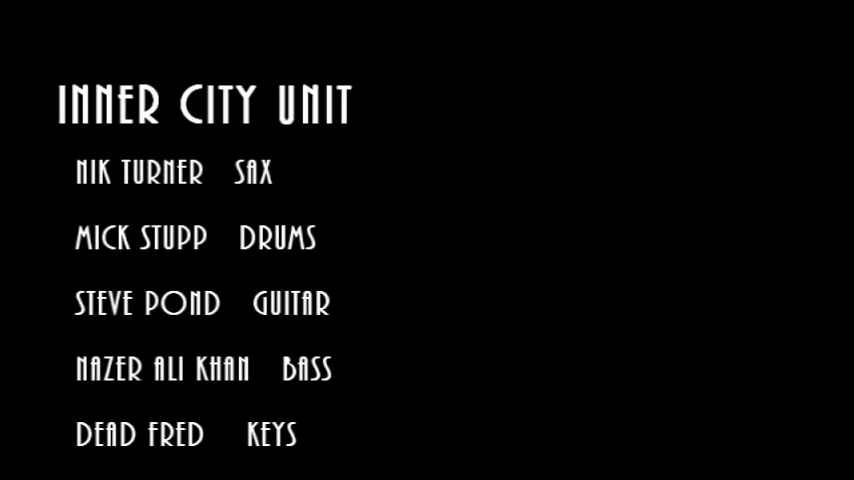 INNER CITY UNIT
NIK TURNER SAX
MICK STUPP DRUMS
STEVE POND GUITAR
NAZER ALI KHAN BASS
DEAD FRED KEYS